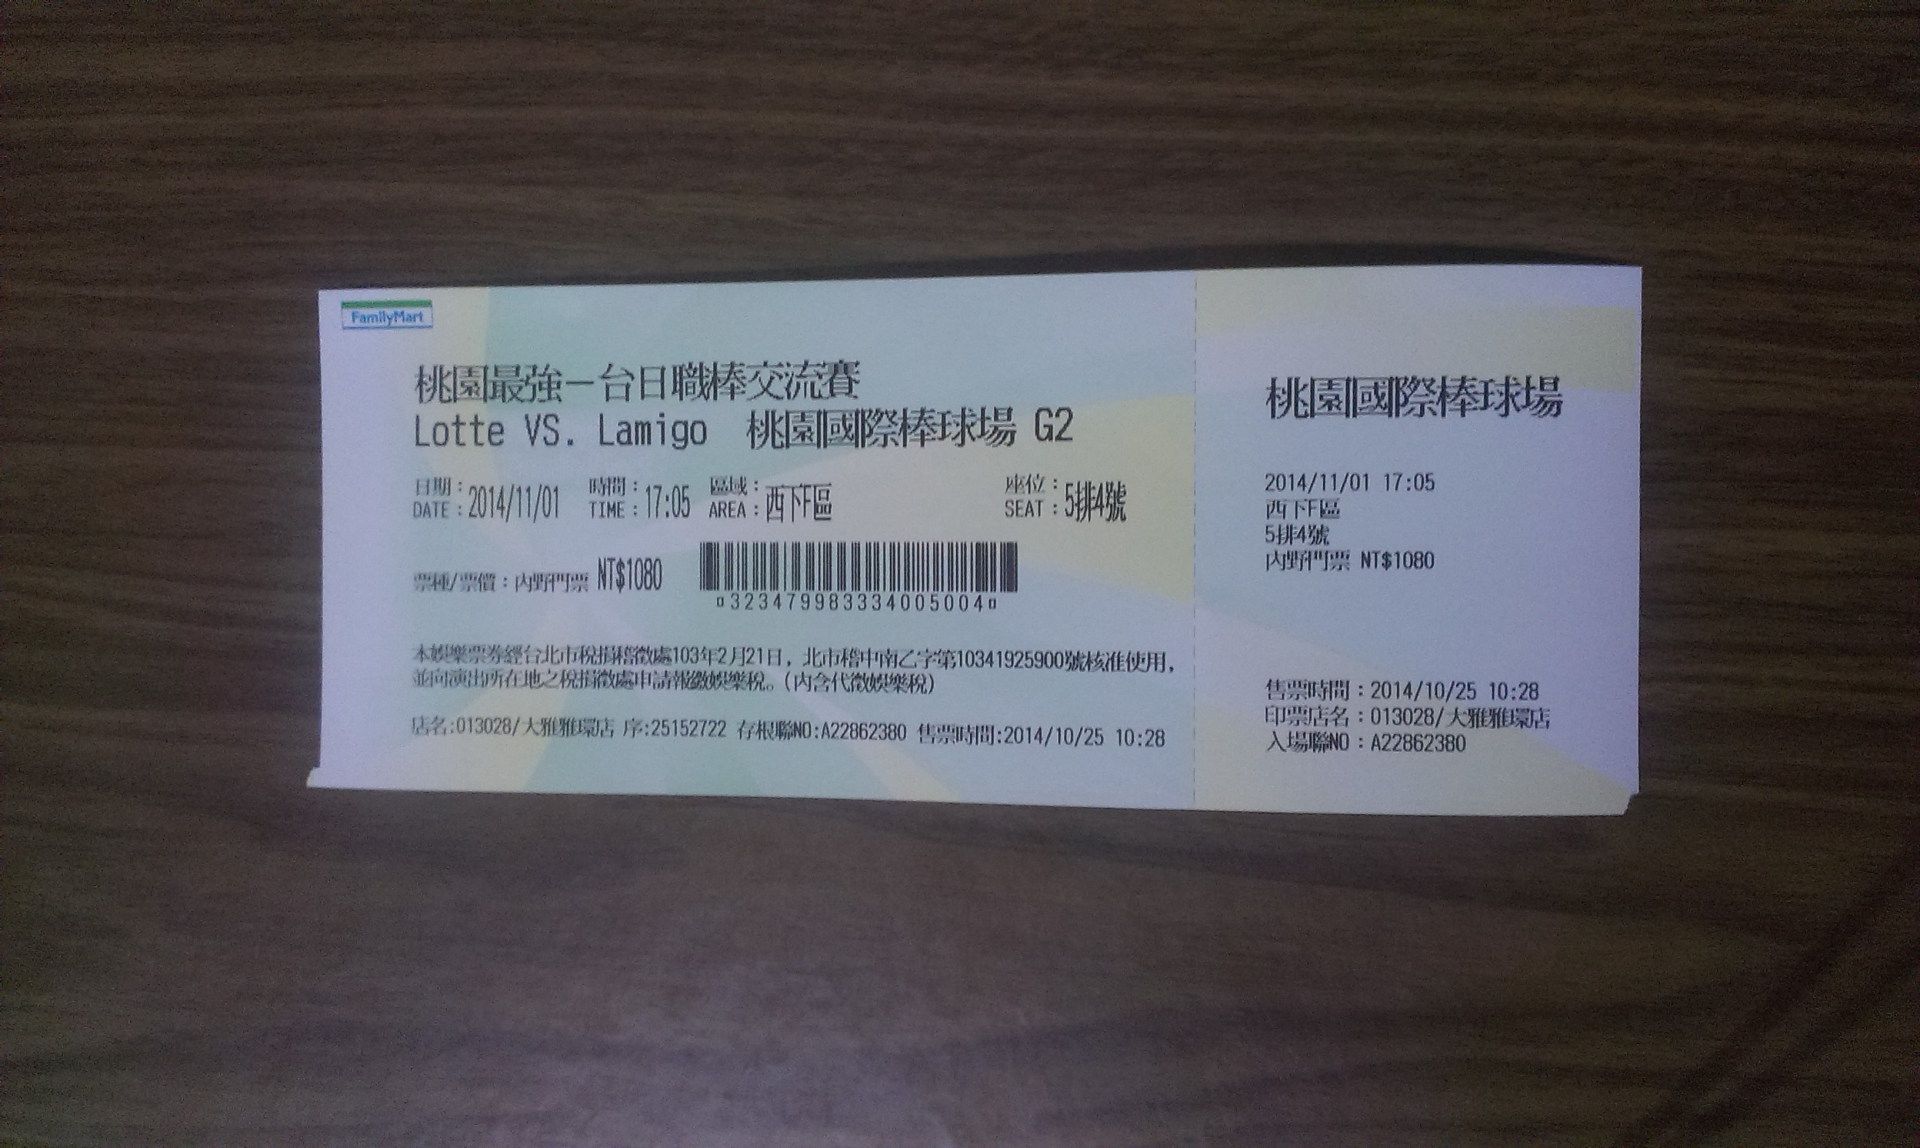 FamilyMart
桃園最強－台日職棒交流賽
Lotte VS. Lamigo 桃園國際棒球場 G2
日期： 時間： 區域： 座位：
DATE：2014/11/01 TIME：17:05 AREA：西下F區 SEAT：5排4號
票種/票價：內野門票 NT$1080
¤3234799833334005004¤
本娛樂票券經台北市稅捐稽徵處103年2月21日，北市稽中南乙字第10341925900號核准使用，
並向演出所在地之稅捐徵處申請報繳娛樂稅。(內含代徵娛樂稅)
店名:013028/大雅雅環店 序:25152722 存根聯NO:A22862380 售票時間:2014/10/25 10:28
桃園國際棒球場
2014/11/01 17:05
西下F區
5排4號
內野門票 NT$1080
售票時間：2014/10/25 10:28
印票店名：013028/大雅雅環店
入場聯NO：A22862380